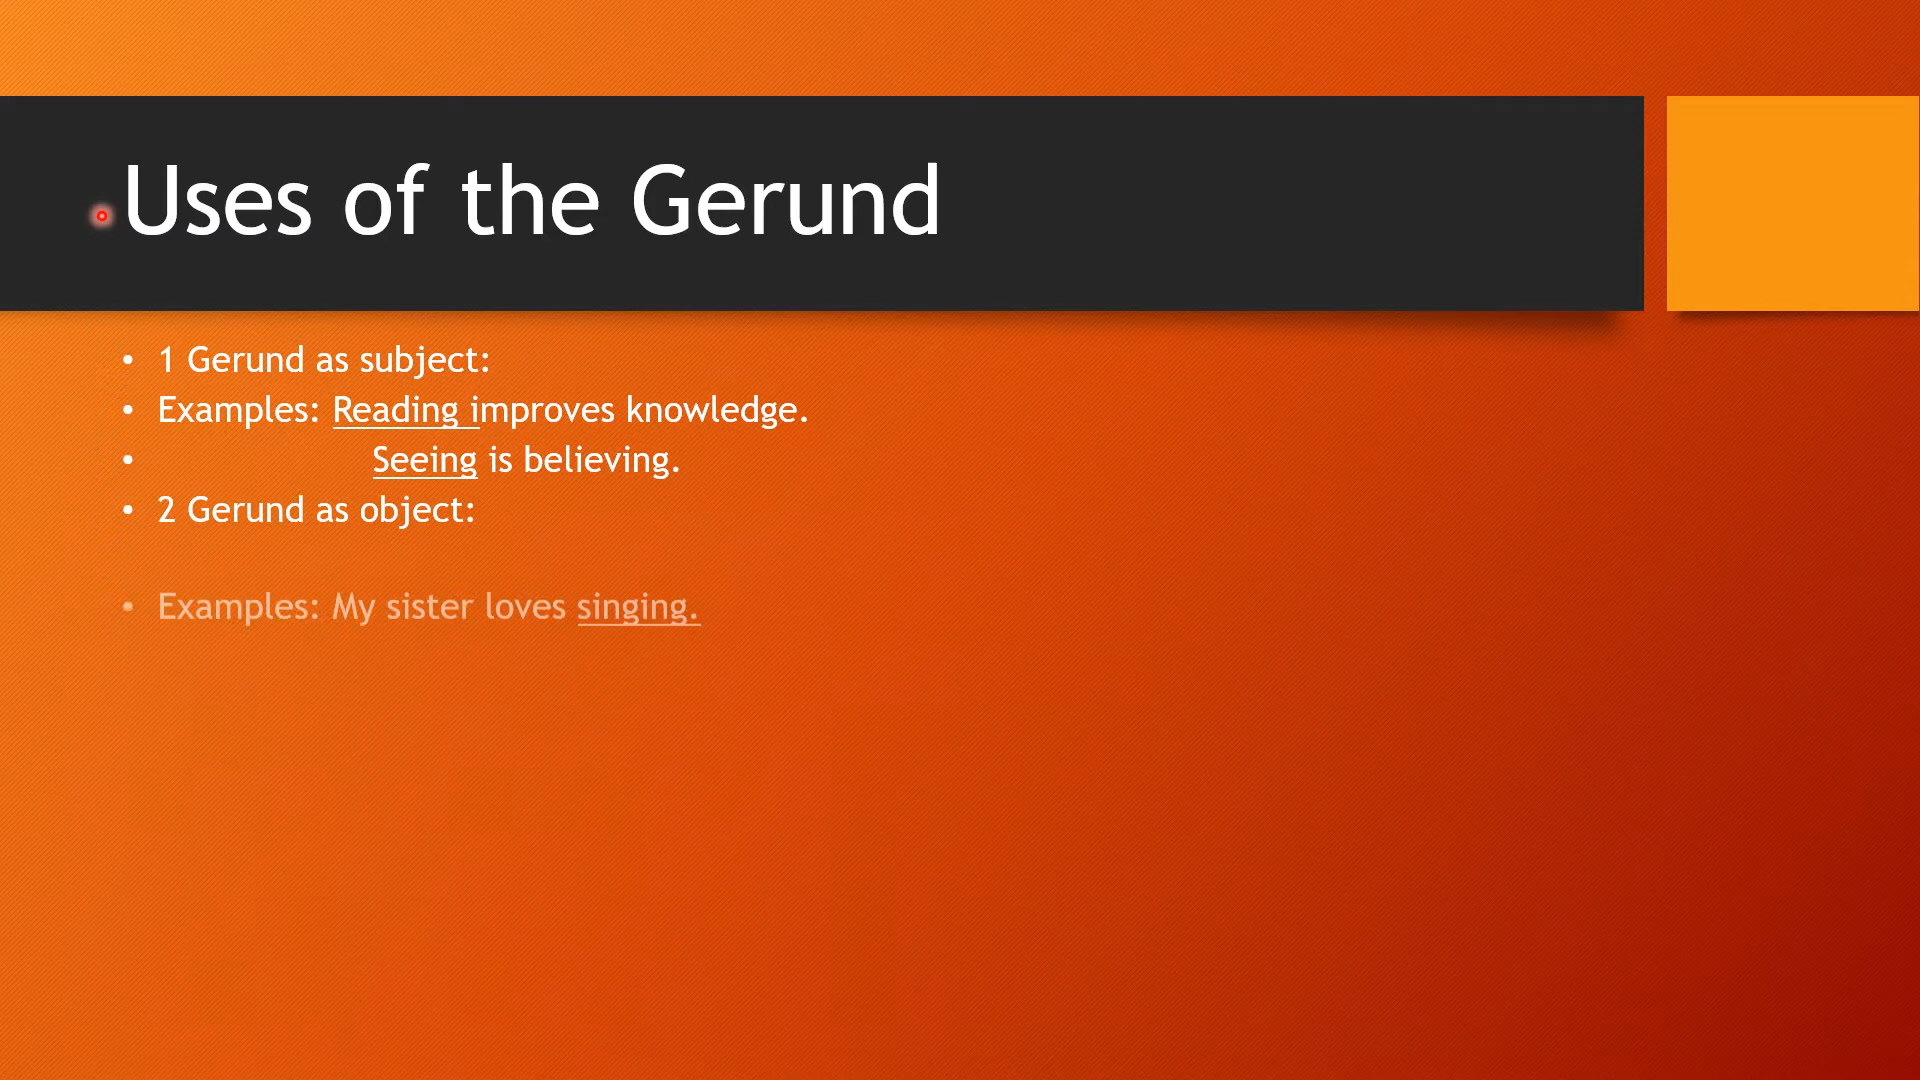 Uses of the Gerund
• 1 Gerund as subject:
• Examples: Reading improves knowledge.
• Seeing is believing.
• 2 Gerund as object:
• Examples: My sister loves singing.